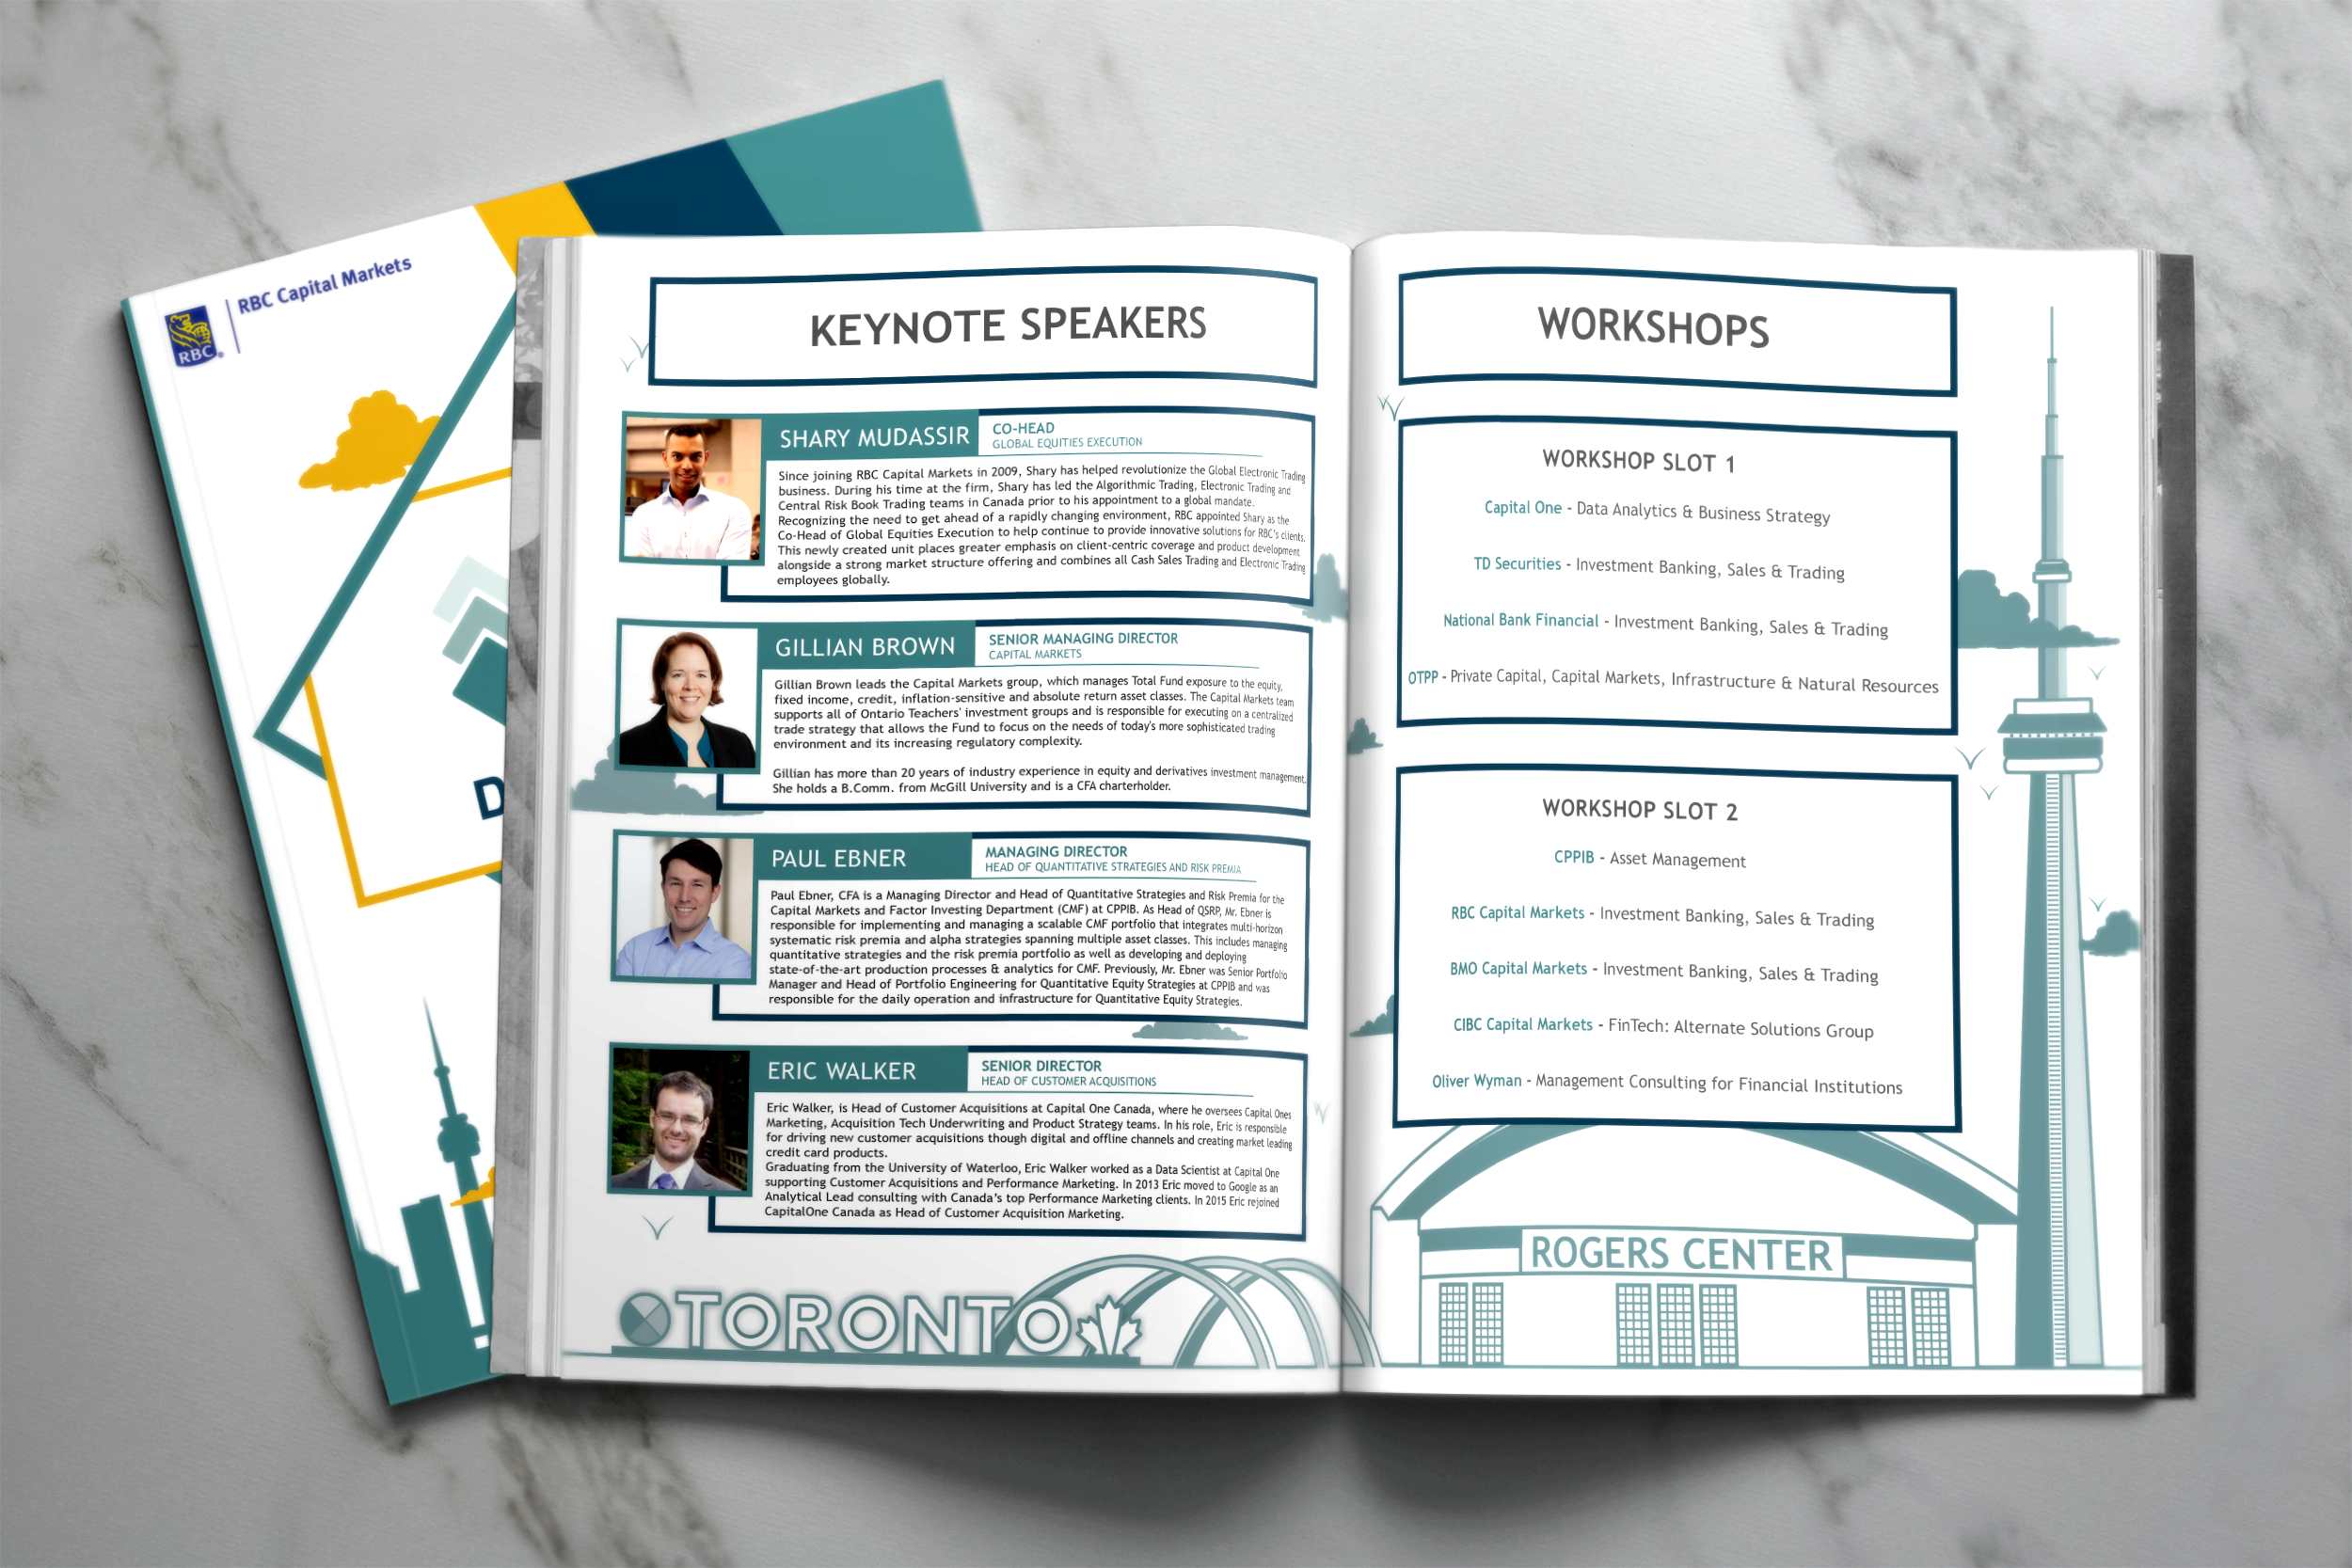 RBC Capital Markets
RBC
D
KEYNOTE SPEAKERS
SHARY MUDASSIR
CO-HEAD
GLOBAL EQUITIES EXECUTION
Since joining RBC Capital Markets in 2009, Shary has helped revolutionize the Global Electronic Trading
business. During his time at the firm, Shary has led the Algorithmic Trading, Electronic Trading and
Central Risk Book Trading teams in Canada prior to his appointment to a global mandate.
Recognizing the need to get ahead of a rapidly changing environment, RBC appointed Shary as the
Co-Head of Global Equities Execution to help continue to provide innovative solutions for RBC's clients.
This newly created unit places greater emphasis on client-centric coverage and product development
alongside a strong market structure offering and combines all Cash Sales Trading and Electronic Trading
employees globally.
GILLIAN BROWN
SENIOR MANAGING DIRECTOR
CAPITAL MARKETS
Gillian Brown leads the Capital Markets group, which manages Total Fund exposure to the equity,
fixed income, credit, inflation-sensitive and absolute return asset classes. The Capital Markets team
supports all of Ontario Teachers' investment groups and is responsible for executing on a centralized
trade strategy that allows the Fund to focus on the needs of today's more sophisticated trading
environment and its increasing regulatory complexity.
Gillian has more than 20 years of industry experience in equity and derivatives investment management.
She holds a B.Comm. from McGill University and is a CFA charterholder.
PAUL EBNER
MANAGING DIRECTOR
HEAD OF QUANTITATIVE STRATEGIES AND RISK PREMIA
Paul Ebner, CFA is a Managing Director and Head of Quantitative Strategies and Risk Premia for the
Capital Markets and Factor Investing Department (CMF) at CPPIB. As Head of QSRP, Mr. Ebner is
responsible for implementing and managing a scalable CMF portfolio that integrates multi-horizon
systematic risk premia and alpha strategies spanning multiple asset classes. This includes managing
quantitative strategies and the risk premia portfolio as well as developing and deploying
state-of-the-art production processes & analytics for CMF. Previously, Mr. Ebner was Senior Portfolio
Manager and Head of Portfolio Engineering for Quantitative Equity Strategies at CPPIB and was
responsible for the daily operation and infrastructure for Quantitative Equity Strategies.
ERIC WALKER
SENIOR DIRECTOR
HEAD OF CUSTOMER ACQUISITIONS
Eric Walker, is Head of Customer Acquisitions at Capital One Canada, where he oversees Capital Ones
Marketing, Acquisition Tech Underwriting and Product Strategy teams. In his role, Eric is responsible
for driving new customer acquisitions though digital and offline channels and creating market leading
credit card products.
Graduating from the University of Waterloo, Eric Walker worked as a Data Scientist at Capital One
supporting Customer Acquisitions and Performance Marketing. In 2013 Eric moved to Google as an
Analytical Lead consulting with Canada's top Performance Marketing clients. In 2015 Eric rejoined
CapitalOne Canada as Head of Customer Acquisition Marketing.
TORONTO
WORKSHOPS
WORKSHOP SLOT 1
Capital One - Data Analytics & Business Strategy
TD Securities - Investment Banking, Sales & Trading
National Bank Financial - Investment Banking, Sales & Trading
OTPP - Private Capital, Capital Markets, Infrastructure & Natural Resources
WORKSHOP SLOT 2
CPPIB - Asset Management
RBC Capital Markets - Investment Banking, Sales & Trading
BMO Capital Markets - Investment Banking, Sales & Trading
CIBC Capital Markets - FinTech: Alternate Solutions Group
Oliver Wyman - Management Consulting for Financial Institutions
ROGERS CENTER